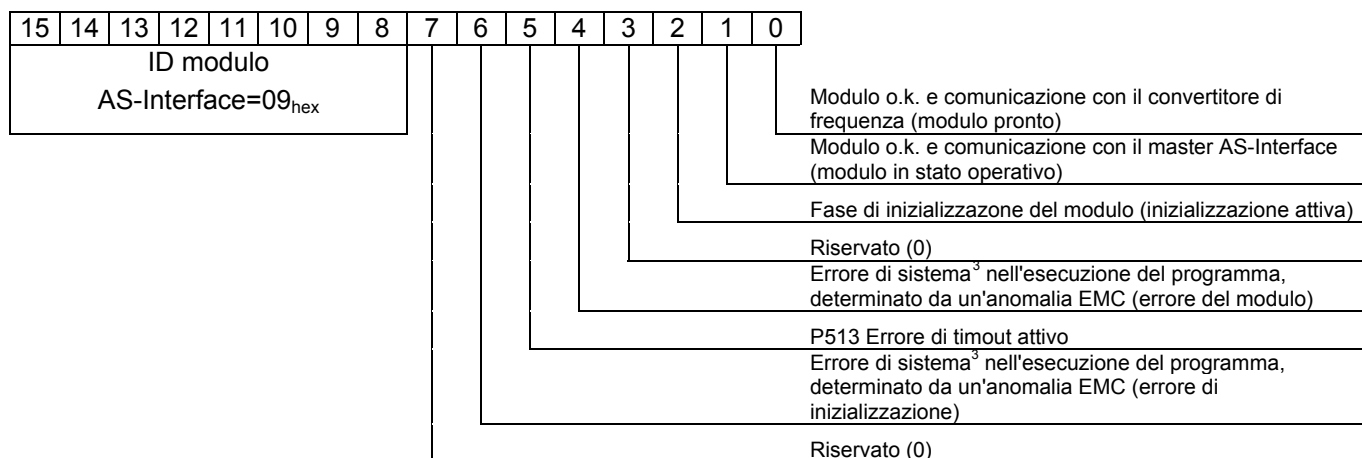 15 14 13 12 11 10 9 8 7 6 5 4 3 2 1 0
ID modulo
AS-Interface=09hex
Modulo o.k. e comunicazione con il convertitore di
frequenza (modulo pronto)
Modulo o.k. e comunicazione con il master AS-Interface
(modulo in stato operativo)
Fase di inizializzazone del modulo (inizializzazione attiva)
Riservato (0)
Errore di sistema³ nell'esecuzione del programma,
determinato da un'anomalia EMC (errore del modulo)
P513 Errore di timout attivo
Errore di sistema³ nell'esecuzione del programma,
determinato da un'anomalia EMC (errore di
inizializzazione)
Riservato (0)